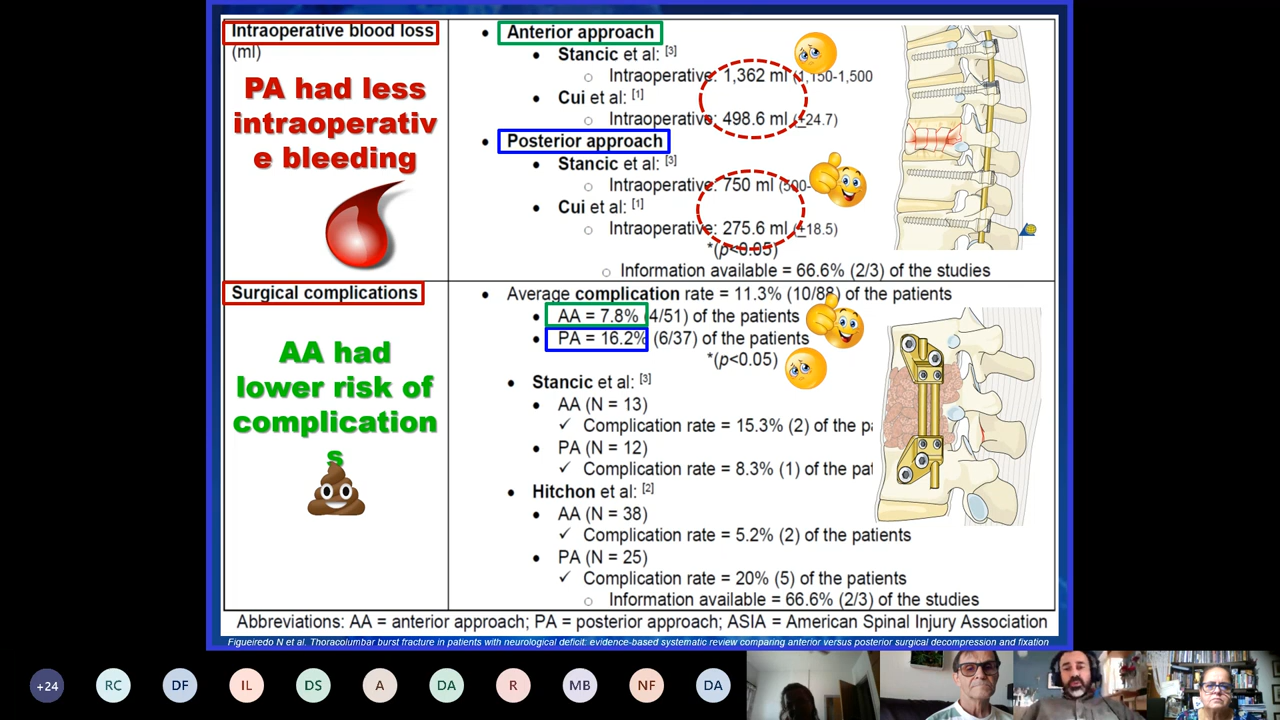 Intraoperative blood loss
(ml)
PA had less
intraoperativ
e bleeding
Anterior approach
Stancic et al: [3]
Intraoperative: 1,362 ml (1,150-1,500
Cui et al: [1]
Intraoperative: 498.6 ml (+24.7)
Posterior approach
Stancic et al: [3]
Intraoperative: 750 ml (500-
Cui et al: [1]
Intraoperative: 275.6 ml (+18.5)
*(p<0.05)
Information available = 66.6% (2/3) of the studies
Surgical complications
AA had
lower risk of
complication
s
Average complication rate = 11.3% (10/88) of the patients
AA = 7.8% (4/51) of the patients
PA = 16.2% (6/37) of the patients
*(p<0.05)
Stancic et al: [3]
AA (N = 13)
Complication rate = 15.3% (2) of the pa
PA (N = 12)
Complication rate = 8.3% (1) of the pat
Hitchon et al: [2]
AA (N = 38)
Complication rate = 5.2% (2) of the patients
PA (N = 25)
Complication rate = 20% (5) of the patients
Information available = 66.6% (2/3) of the studies
Abbreviations: AA = anterior approach; PA = posterior approach; ASIA = American Spinal Injury Association
Figueiredo N et al. Thoracolumbar burst fracture in patients with neurological deficit: evidence-based systematic review comparing anterior versus posterior surgical decompression and fixation
+24 RC DF IL DS A DA R MB NF DA